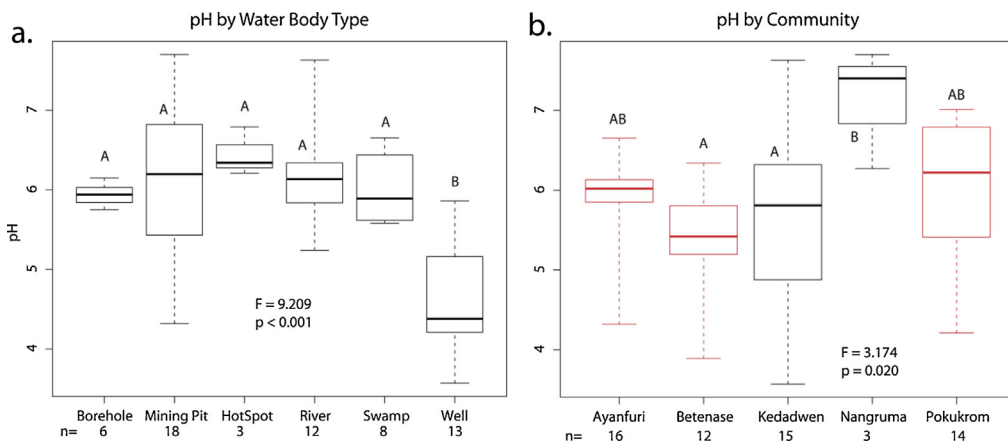 a.
pH by Water Body Type
pH
7
6
5
4
A
A
A
A
A
B
F = 9.209
p < 0.001
Borehole Mining Pit HotSpot River Swamp Well
n= 6 18 3 12 8 13
b.
pH by Community
7
6
5
4
AB
A
A
B
AB
F = 3.174
p = 0.020
Ayanfuri Betenase Kedadwen Nangruma Pokukrom
n= 16 12 15 3 14